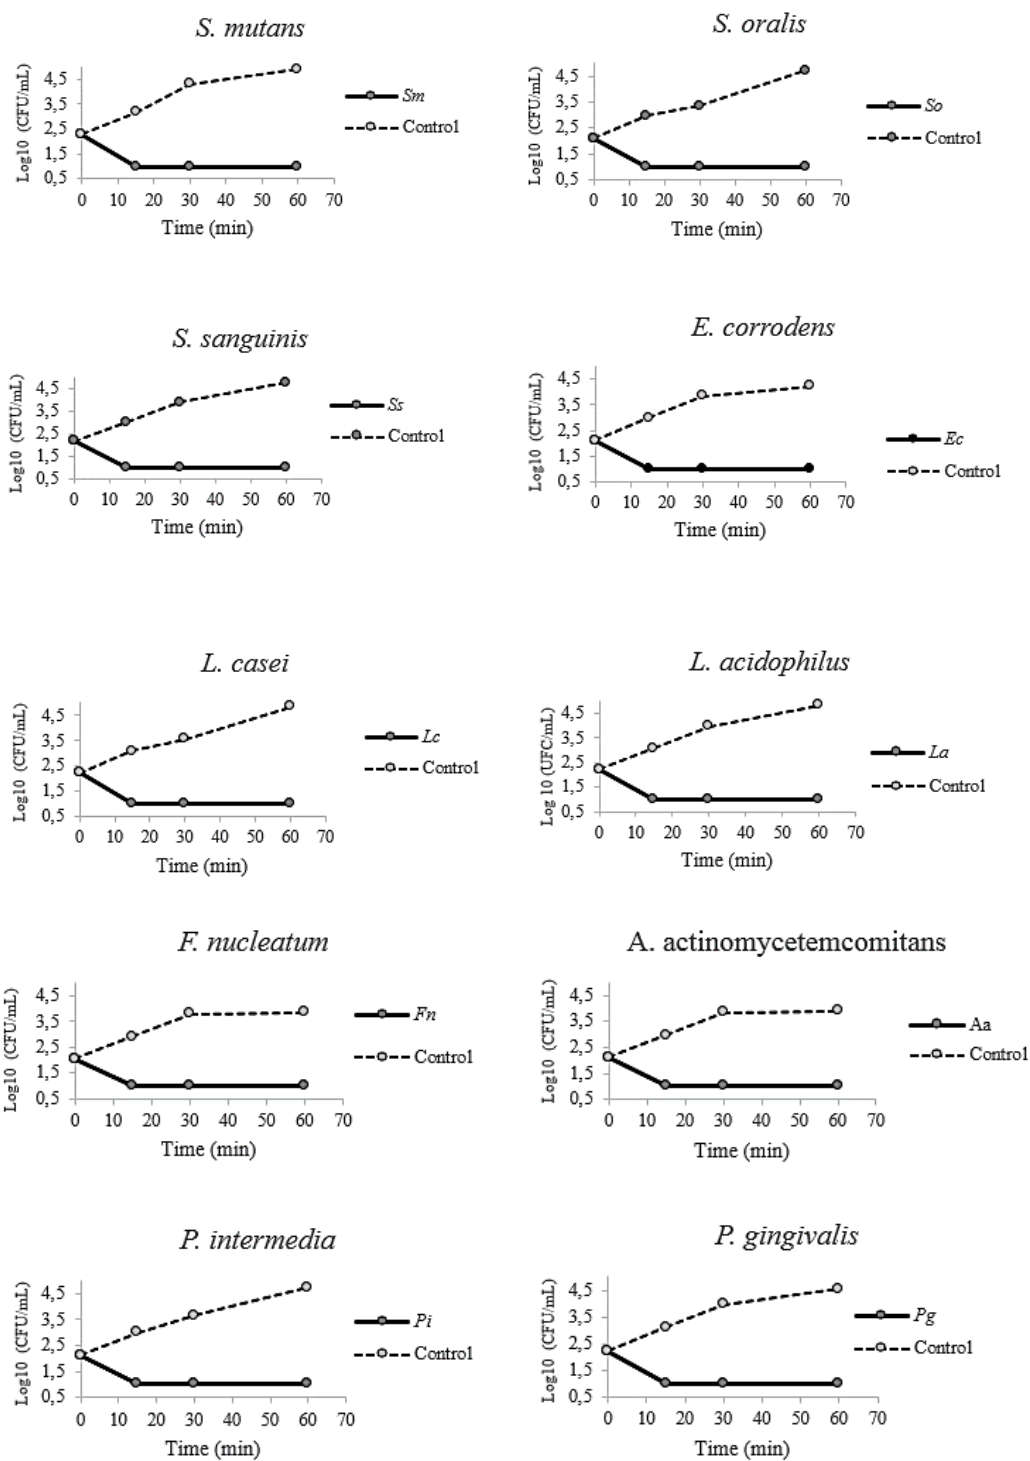 S. mutans
Log10 (CFU/mL)
4,5
3,5
2,5
1,5
0,5
0 10 20 30 40 50 60 70
Time (min)
Sm
Control
S. oralis
Log10 (CFU/mL)
4,5
3,5
2,5
1,5
0,5
0 10 20 30 40 50 60 70
Time (min)
So
Control
S. sanguinis
Log10 (CFU/mL)
4,5
3,5
2,5
1,5
0,5
0 10 20 30 40 50 60 70
Time (min)
Ss
Control
E. corrodens
Log10 (CFU/mL)
4,5
3,5
2,5
1,5
0,5
0 10 20 30 40 50 60 70
Time (min)
Ec
Control
L. casei
Log10 (CFU/mL)
4,5
3,5
2,5
1,5
0,5
0 10 20 30 40 50 60 70
Time (min)
Lc
Control
L. acidophilus
Log 10 (UFC/mL)
4,5
3,5
2,5
1,5
0,5
0 10 20 30 40 50 60 70
Time (min)
La
Control
F. nucleatum
Log10 (CFU/mL)
4,5
3,5
2,5
1,5
0,5
0 10 20 30 40 50 60 70
Time (min)
Fn
Control
A. actinomycetemcomitans
Log10 (CFU/mL)
4,5
3,5
2,5
1,5
0,5
0 10 20 30 40 50 60 70
Time (min)
Aa
Control
P. intermedia
Log10 (CFU/mL)
4,5
3,5
2,5
1,5
0,5
0 10 20 30 40 50 60 70
Time (min)
Pi
Control
P. gingivalis
Log10 (CFU/mL)
4,5
3,5
2,5
1,5
0,5
0 10 20 30 40 50 60 70
Time (min)
Pg
Control